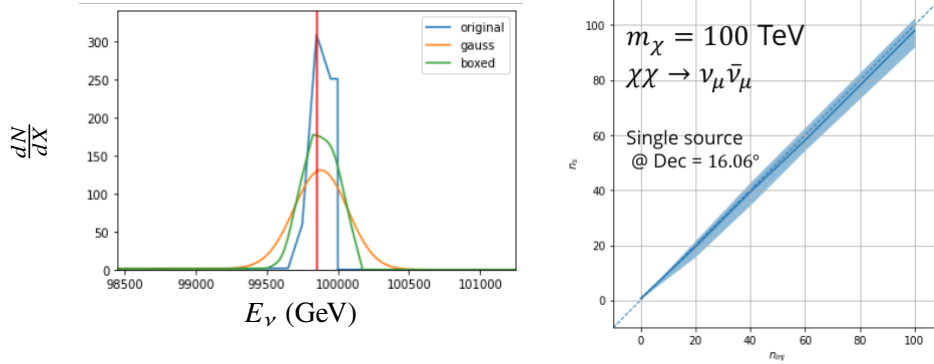 original
gauss
boxed
dN
dX
300
250
200
150
100
50
0
98500 99000 99500 100000 100500 101000
E_ν (GeV)
m_χ = 100 TeV
χχ → ν_μ ν̄_μ
Single source
@ Dec = 16.06°
n_s
100
80
60
40
20
0
0 20 40 60 80 100
n_inj